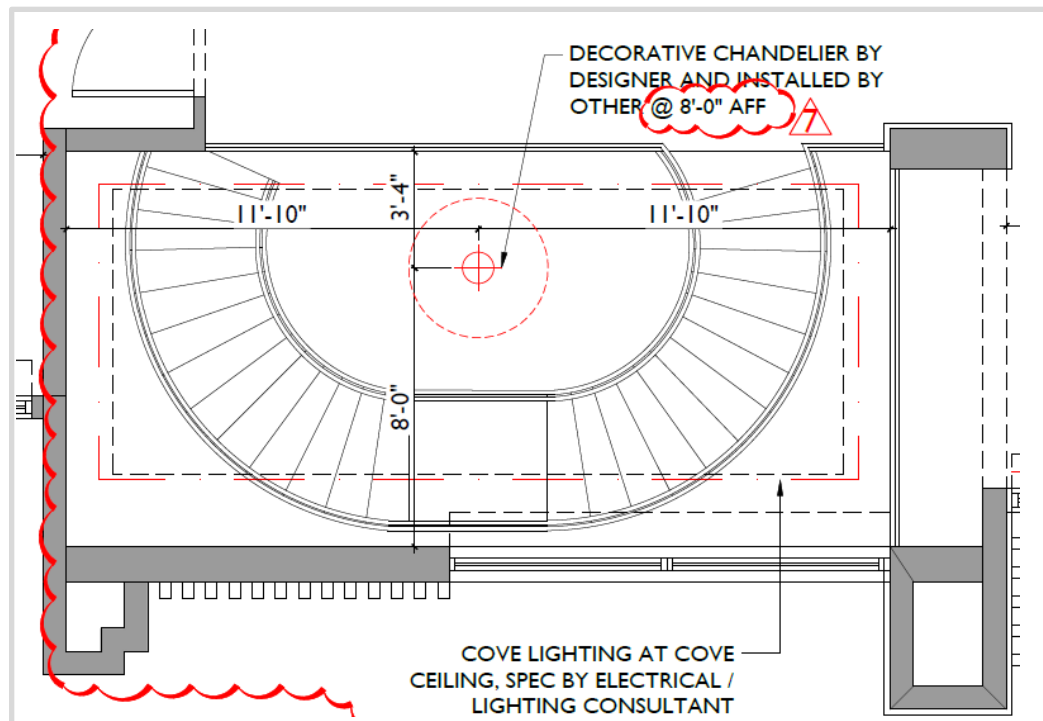 DECORATIVE CHANDELIER BY
DESIGNER AND INSTALLED BY
OTHER @ 8'-0" AFF
7
3'-4"
11'-10"
11'-10"
8'-0"
COVE LIGHTING AT COVE
CEILING, SPEC BY ELECTRICAL /
LIGHTING CONSULTANT